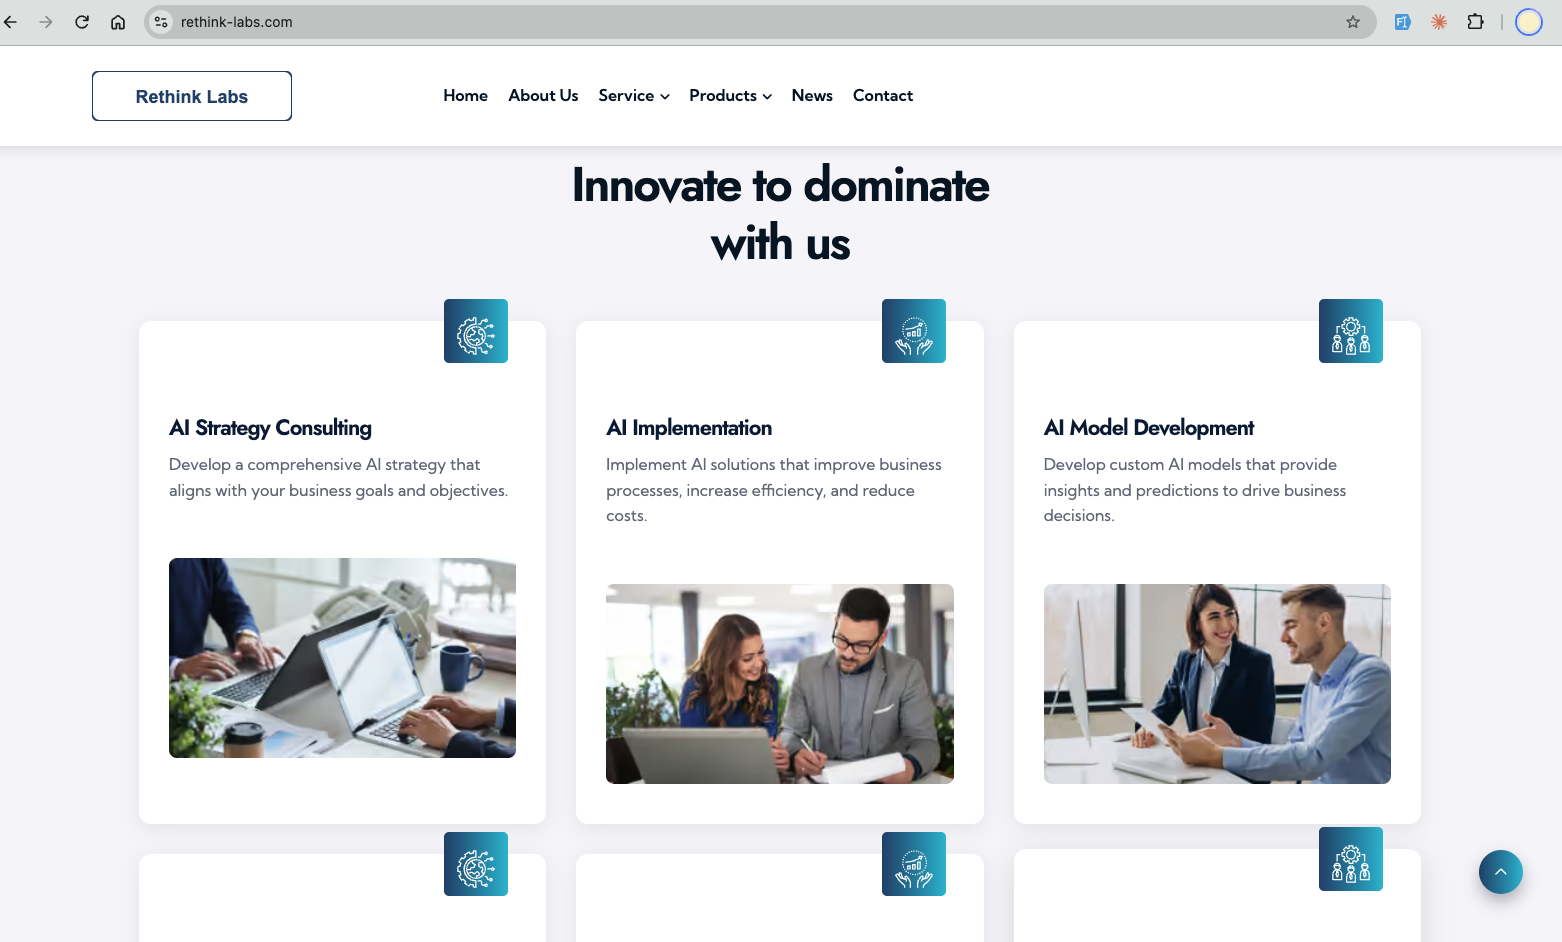 rethink-labs.com
Rethink Labs
Home About Us Service Products News Contact
Innovate to dominate
with us
AI Strategy Consulting
Develop a comprehensive AI strategy that
aligns with your business goals and objectives.
AI Implementation
Implement AI solutions that improve business
processes, increase efficiency, and reduce
costs.
AI Model Development
Develop custom AI models that provide
insights and predictions to drive business
decisions.